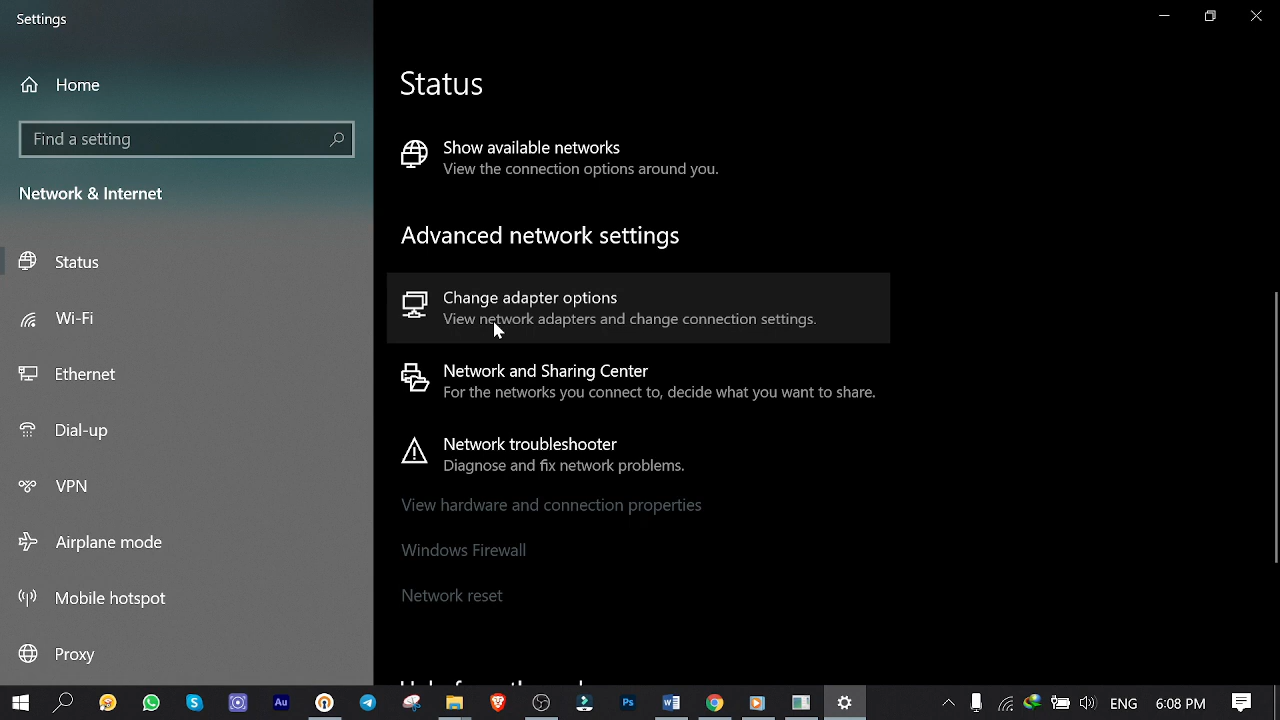 Settings
Home
Find a setting
Network & Internet
Status
Wi-Fi
Ethernet
Dial-up
VPN
Airplane mode
Mobile hotspot
Proxy
Status
Show available networks
View the connection options around you.
Advanced network settings
Change adapter options
View network adapters and change connection settings.
Network and Sharing Center
For the networks you connect to, decide what you want to share.
Network troubleshooter
Diagnose and fix network problems.
View hardware and connection properties
Windows Firewall
Network reset
Au
Ps
ENG
6:08 PM